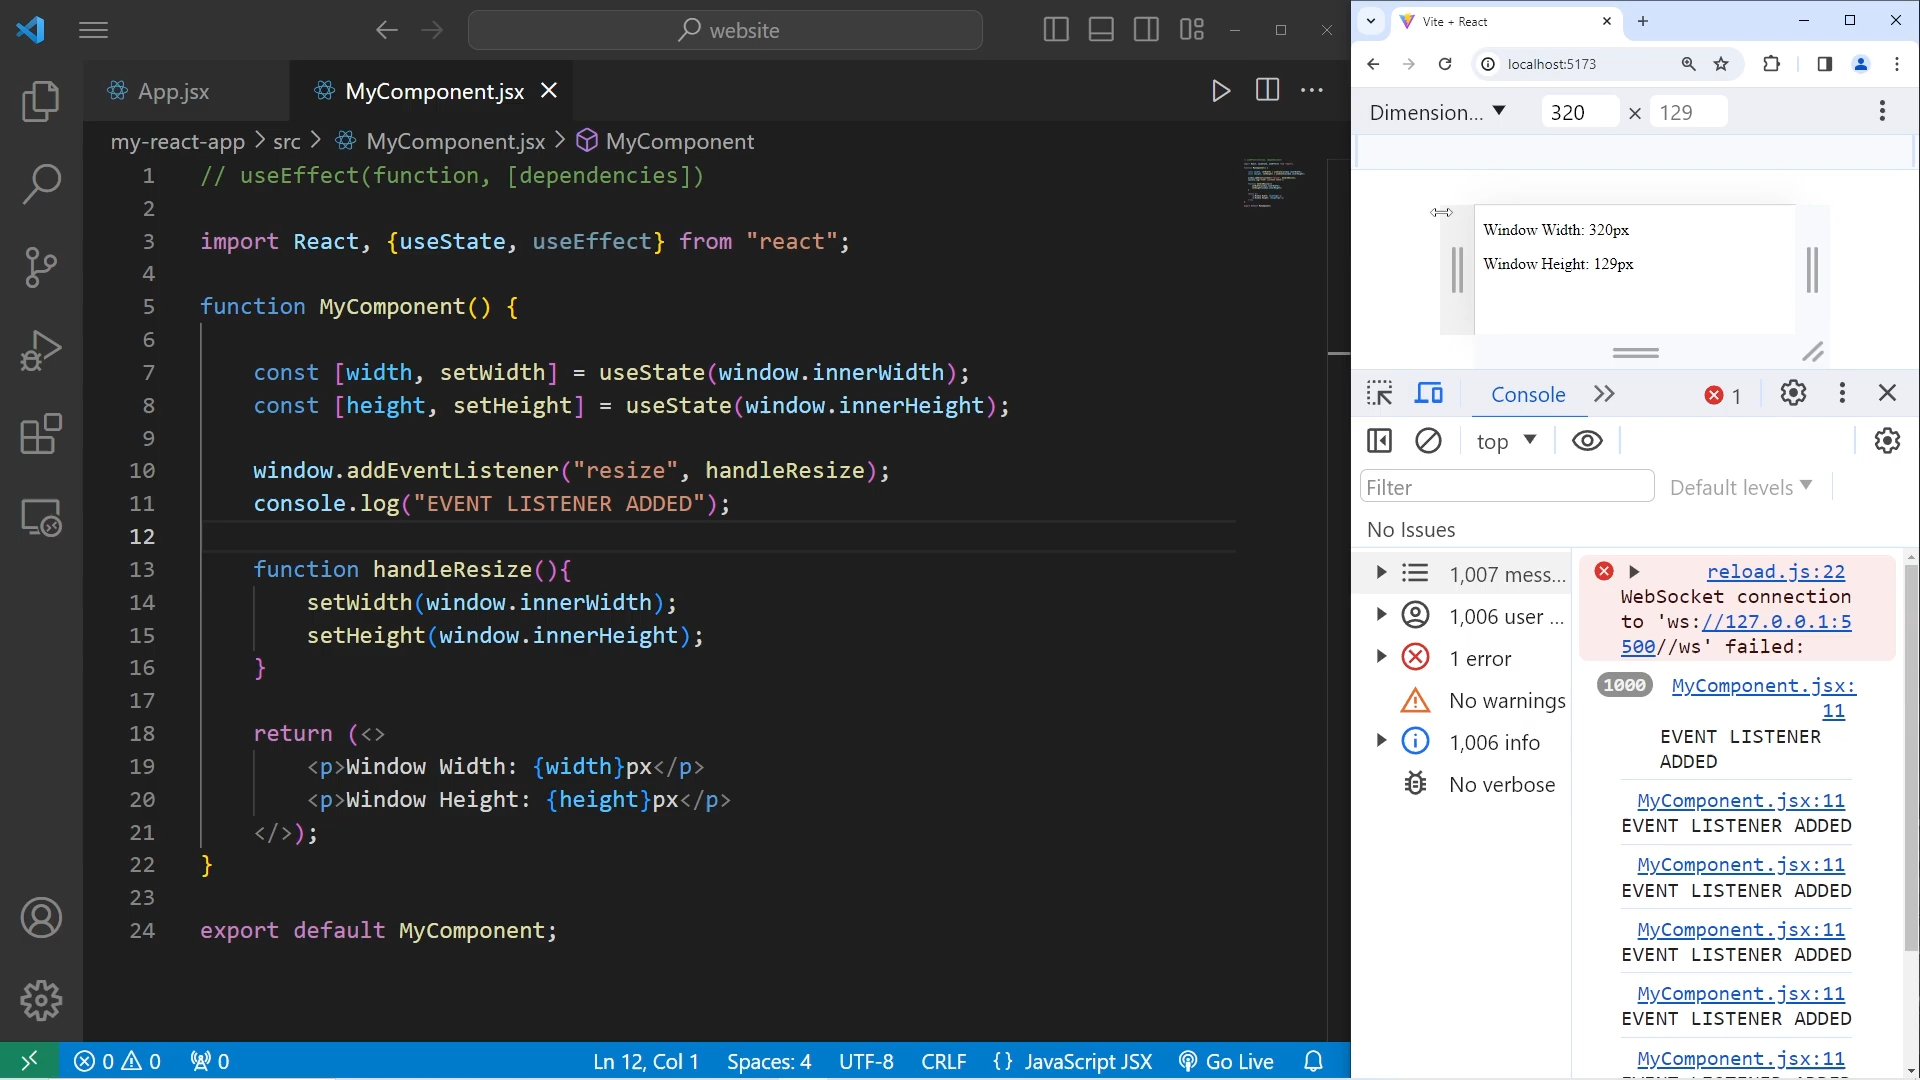 website
App.jsx
MyComponent.jsx
my-react-app > src > MyComponent.jsx > MyComponent
1 // useEffect(function, [dependencies])
2
3 import React, {useState, useEffect} from "react";
4
5 function MyComponent() {
6
7 const [width, setWidth] = useState(window.innerWidth);
8 const [height, setHeight] = useState(window.innerHeight);
9
10 window.addEventListener("resize", handleResize);
11 console.log("EVENT LISTENER ADDED");
12
13 function handleResize(){
14 setWidth(window.innerWidth);
15 setHeight(window.innerHeight);
16 }
17
18 return (<>
19 <p>Window Width: {width}px</p>
20 <p>Window Height: {height}px</p>
21 </>);
22 }
23
24 export default MyComponent;
0 0 0
Ln 12, Col 1 Spaces: 4 UTF-8 CRLF {} JavaScript JSX Go Live
Vite + React
localhost:5173
Dimension... 320 × 129
Window Width: 320px
Window Height: 129px
Console 1
top
Filter Default levels
No Issues
1,007 mess...
1,006 user ...
1 error
No warnings
1,006 info
No verbose
reload.js:22
WebSocket connection
to 'ws://127.0.0.1:5
500//ws' failed:
1000 MyComponent.jsx:
11
EVENT LISTENER
ADDED
MyComponent.jsx:11
EVENT LISTENER ADDED
MyComponent.jsx:11
EVENT LISTENER ADDED
MyComponent.jsx:11
EVENT LISTENER ADDED
MyComponent.jsx:11
EVENT LISTENER ADDED
MyComponent.jsx:11